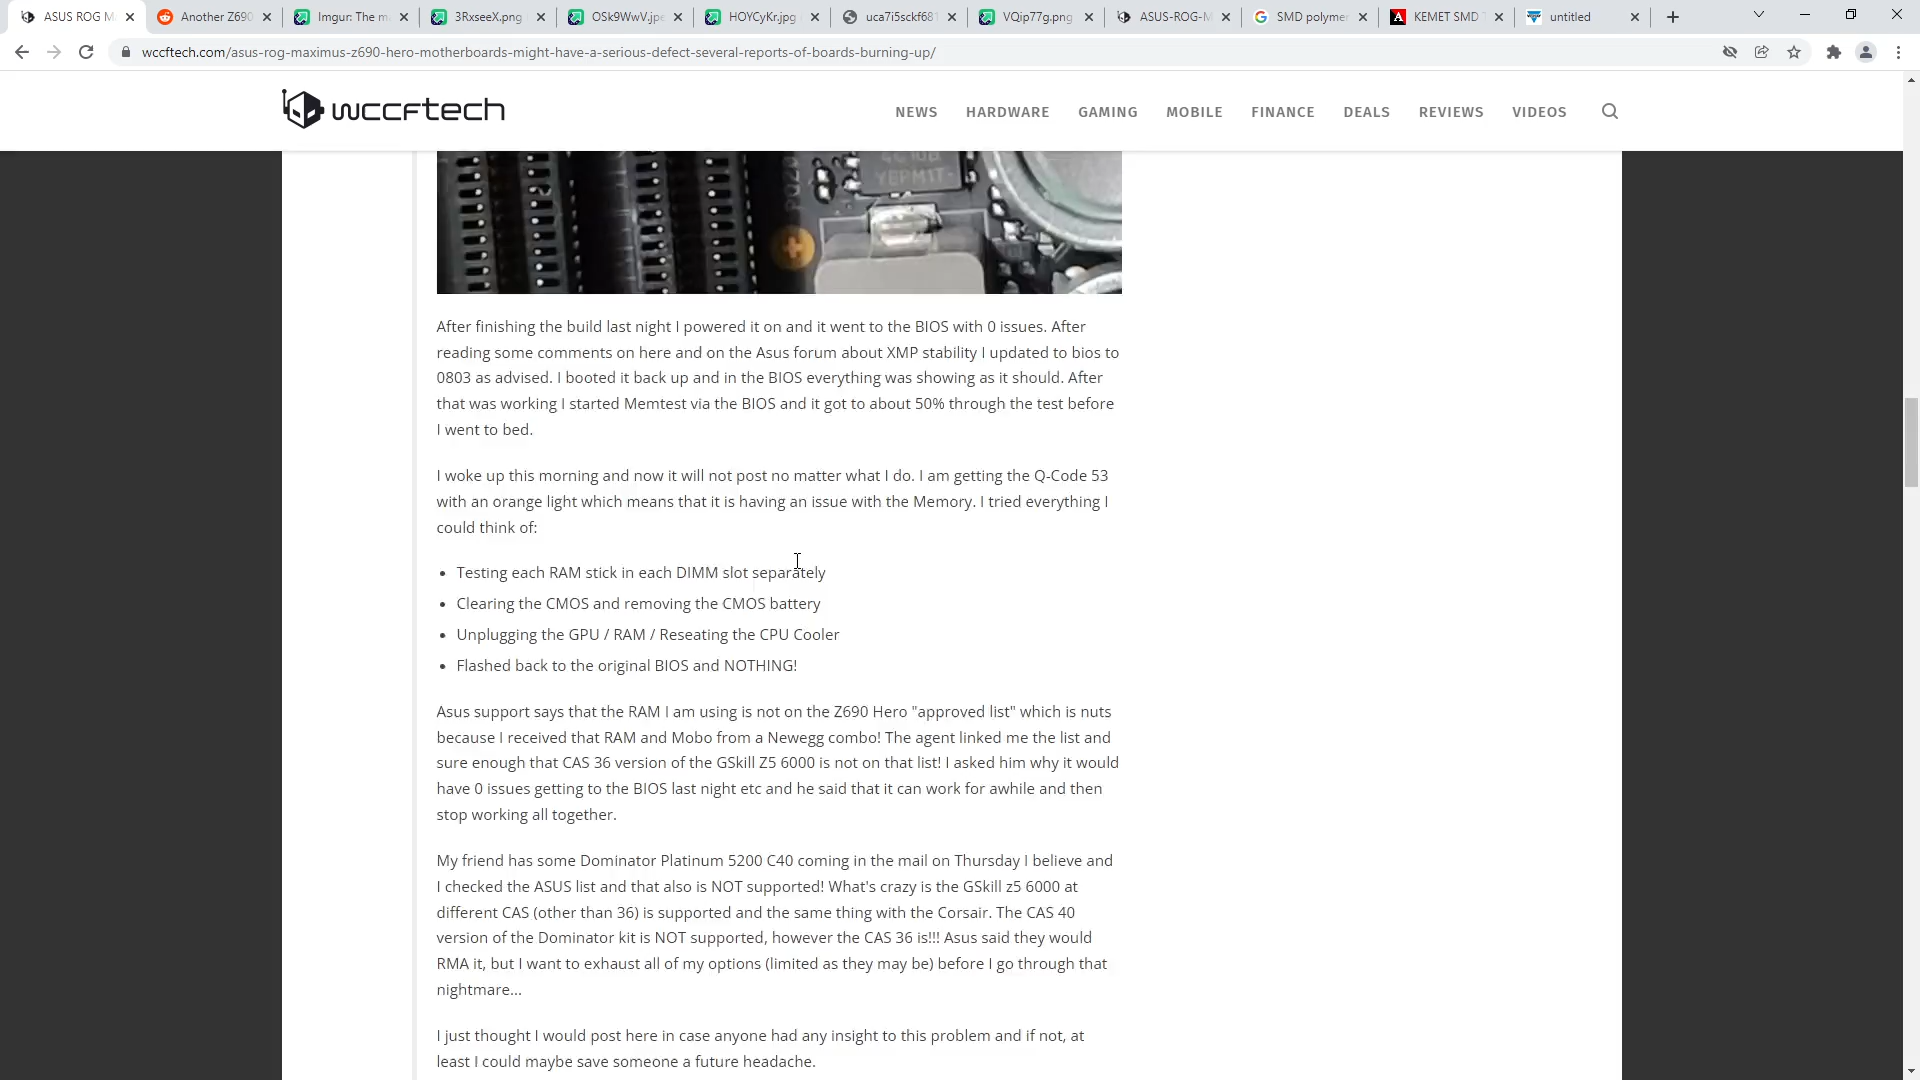 ASUS ROG M
Another Z690
Imgur: The m
3RxseeX.png
OSk9WwV.jpe
HOYCyKr.jpg
uca7i5sckf681
VQip77g.png
ASUS-ROG-M
SMD polymer
KEMET SMD T
untitled
wccftech.com/asus-rog-maximus-z690-hero-motherboards-might-have-a-serious-defect-several-reports-of-boards-burning-up/
wccftech
NEWS HARDWARE GAMING MOBILE FINANCE DEALS REVIEWS VIDEOS
4C10B
YEPM1T
After finishing the build last night I powered it on and it went to the BIOS with 0 issues. After
reading some comments on here and on the Asus forum about XMP stability I updated to bios to
0803 as advised. I booted it back up and in the BIOS everything was showing as it should. After
that was working I started Memtest via the BIOS and it got to about 50% through the test before
I went to bed.
I woke up this morning and now it will not post no matter what I do. I am getting the Q-Code 53
with an orange light which means that it is having an issue with the Memory. I tried everything I
could think of:
• Testing each RAM stick in each DIMM slot separately
• Clearing the CMOS and removing the CMOS battery
• Unplugging the GPU / RAM / Reseating the CPU Cooler
• Flashed back to the original BIOS and NOTHING!
Asus support says that the RAM I am using is not on the Z690 Hero "approved list" which is nuts
because I received that RAM and Mobo from a Newegg combo! The agent linked me the list and
sure enough that CAS 36 version of the GSkill Z5 6000 is not on that list! I asked him why it would
have 0 issues getting to the BIOS last night etc and he said that it can work for awhile and then
stop working all together.
My friend has some Dominator Platinum 5200 C40 coming in the mail on Thursday I believe and
I checked the ASUS list and that also is NOT supported! What's crazy is the GSkill z5 6000 at
different CAS (other than 36) is supported and the same thing with the Corsair. The CAS 40
version of the Dominator kit is NOT supported, however the CAS 36 is!!! Asus said they would
RMA it, but I want to exhaust all of my options (limited as they may be) before I go through that
nightmare...
I just thought I would post here in case anyone had any insight to this problem and if not, at
least I could maybe save someone a future headache.